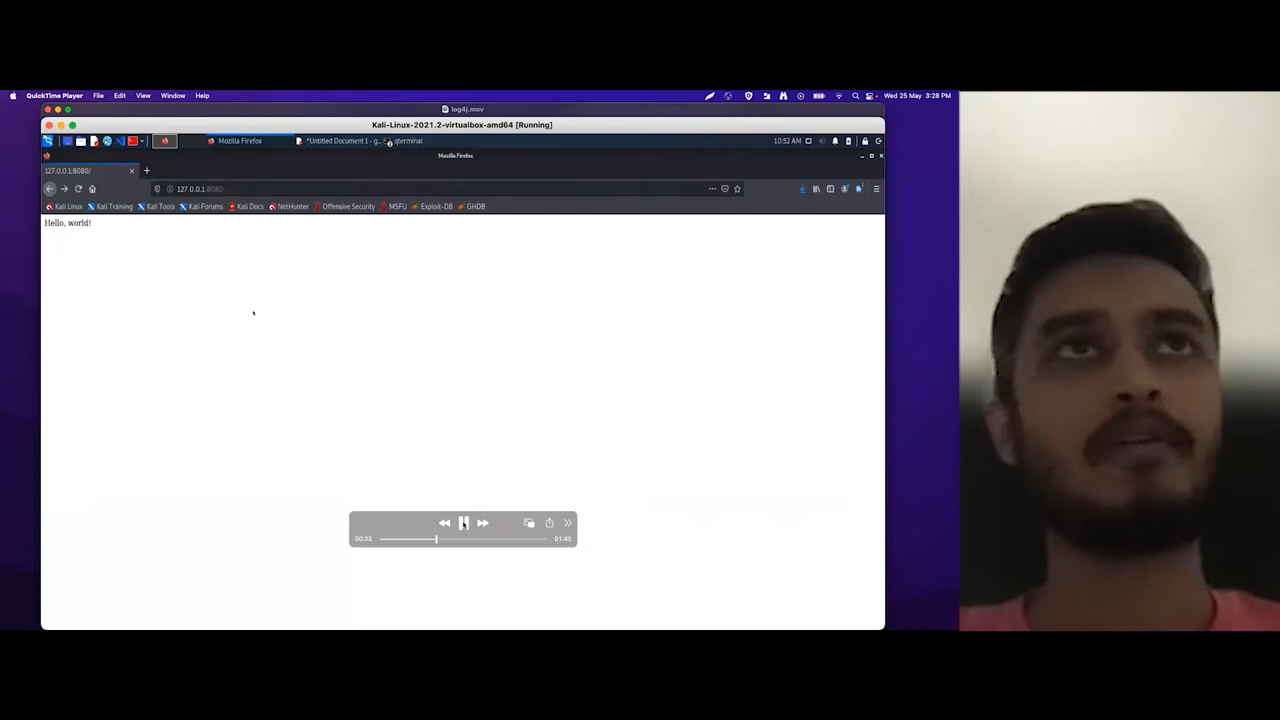 QuickTime Player File Edit View Window Help Wed 25 May 3:28 PM
log4j.mov
Kali-Linux-2021.2-virtualbox-amd64 [Running]
Mozilla Firefox *Untitled Document 1 - g... qterminal 10:52 AM
Mozilla Firefox
127.0.0.1:8080/
127.0.0.1:8080
Kali Linux Kali Training Kali Tools Kali Forums Kali Docs NetHunter Offensive Security MSFU Exploit-DB GHDB
Hello, world!
00:33 01:40